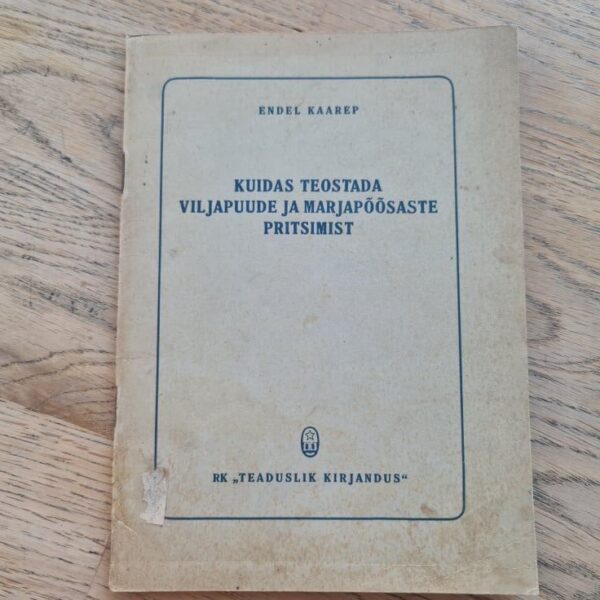 ENDEL KAAREP
KUIDAS TEOSTADA
VILJAPUUDE JA MARJAPÕÕSASTE
PRITSIMIST
RK „TEADUSLIK KIRJANDUS“